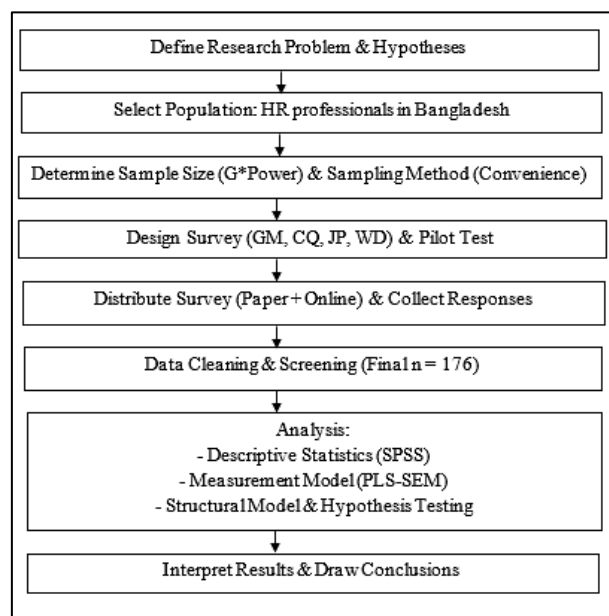 Define Research Problem & Hypotheses
Select Population: HR professionals in Bangladesh
Determine Sample Size (G*Power) & Sampling Method (Convenience)
Design Survey (GM, CQ, JP, WD) & Pilot Test
Distribute Survey (Paper + Online) & Collect Responses
Data Cleaning & Screening (Final n = 176)
Analysis:
- Descriptive Statistics (SPSS)
- Measurement Model (PLS-SEM)
- Structural Model & Hypothesis Testing
Interpret Results & Draw Conclusions